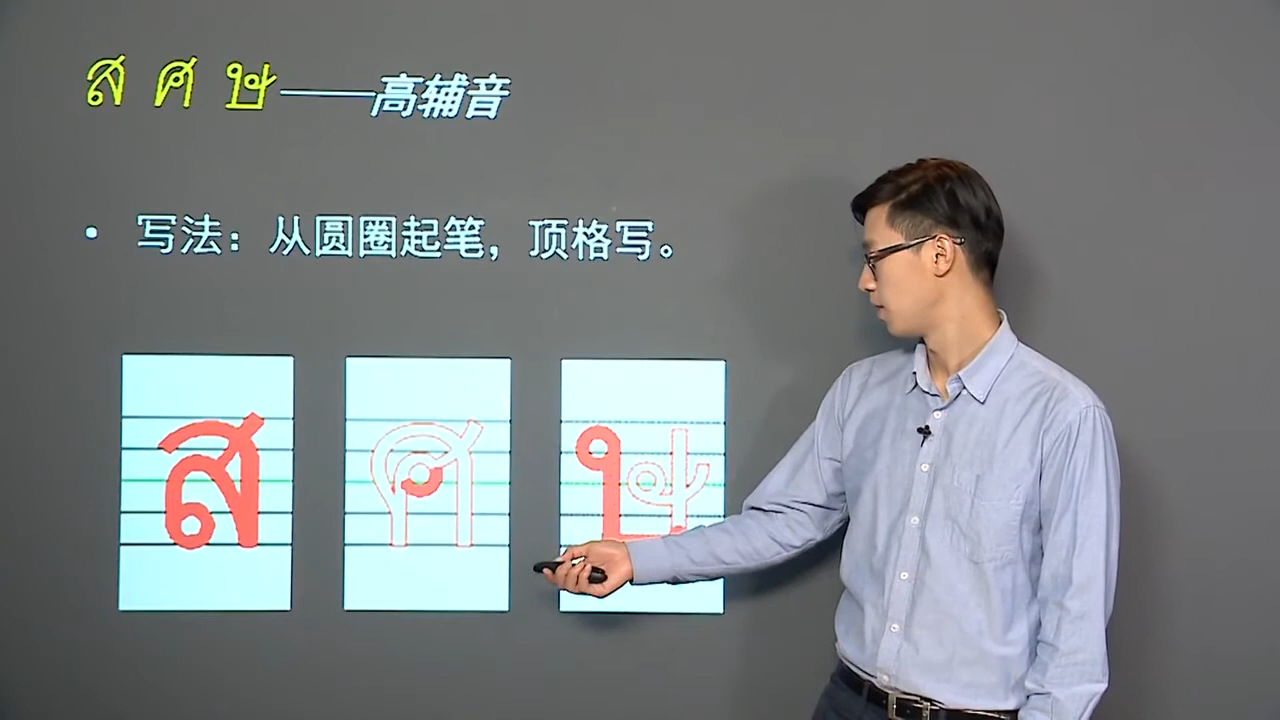 ส ศ ษ——高辅音
• 写法：从圆圈起笔，顶格写。
ส ศ ษ